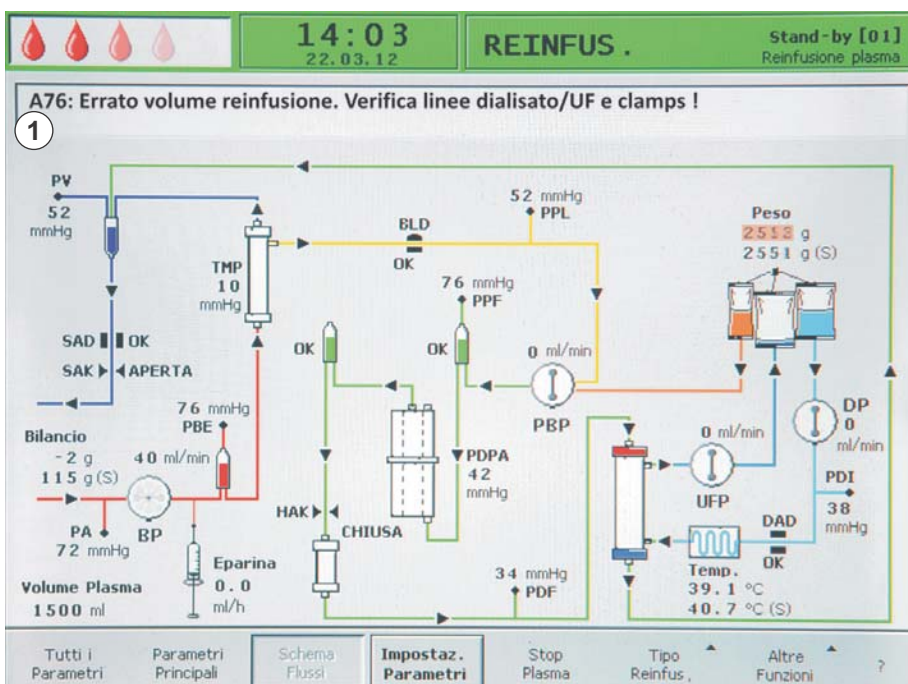 14:03
22.03.12
REINFUS.
Stand-by [01]
Reinfusione plasma
A76: Errato volume reinfusione. Verifica linee dialisato/UF e clamps !
1
PV
52
mmHg
TMP
10
mmHg
BLD
OK
52 mmHg
PPL
Peso
2513 g
2551 g (S)
76 mmHg
PPF
OK
OK
0 ml/min
PBP
SAD
OK
SAK
APERTA
76 mmHg
PBE
Bilancio
-2 g
115 g (S)
40 ml/min
PA
72 mmHg
BP
Eparina
0.0
ml/h
Volume Plasma
1500 ml
HAK
CHIUSA
PDPA
42
mmHg
34 mmHg
PDF
0 ml/min
UFP
DP
0
ml/min
PDI
38
mmHg
DAD
OK
Temp.
39.1 °C
40.7 °C (S)
Tutti i
Parametri
Parametri
Principali
Schema
Flussi
Impostaz.
Parametri
Stop
Plasma
Tipo
Reinfus.
Altre
Funzioni
?